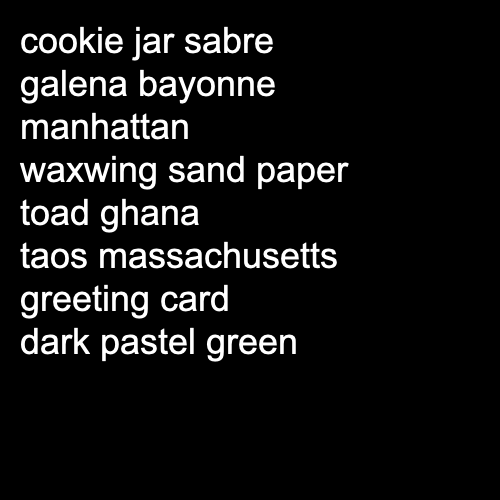 cookie jar sabre
galena bayonne
manhattan
waxwing sand paper
toad ghana
taos massachusetts
greeting card
dark pastel green